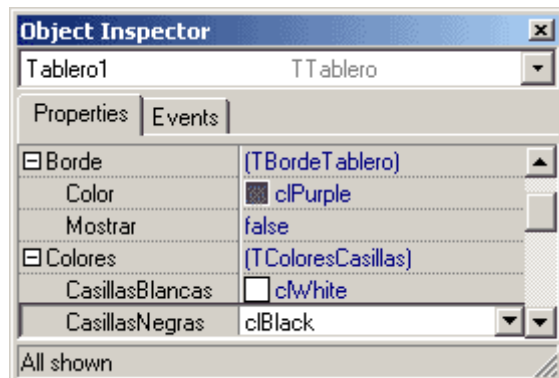 Object Inspector
Tablero1 TTablero
Properties Events
Borde (TBordeTablero)
Color clPurple
Mostrar false
Colores (TColoresCasillas)
CasillasBlancas clWhite
CasillasNegras clBlack
All shown